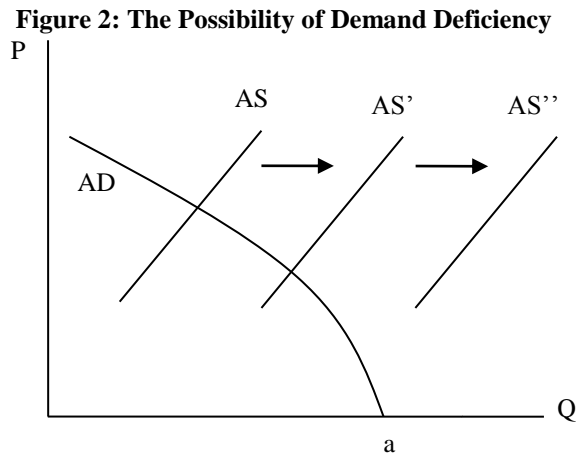 Figure 2: The Possibility of Demand Deficiency
P
AS
AS’
AS’’
AD
Q
a